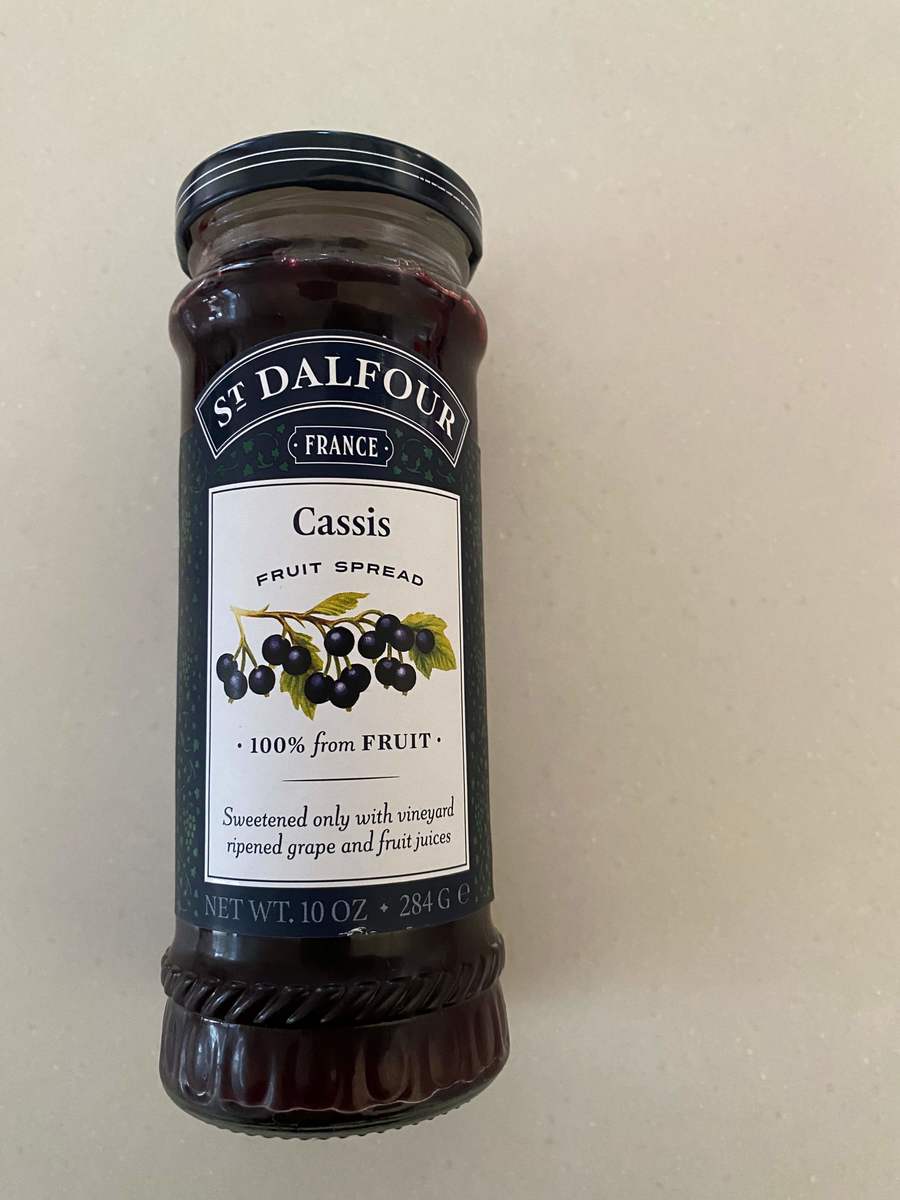 ST DALFOUR
· FRANCE ·
Cassis
FRUIT SPREAD
· 100% from FRUIT ·
Sweetened only with vineyard
ripened grape and fruit juices
NET WT. 10 OZ ✦ 284 G ℮